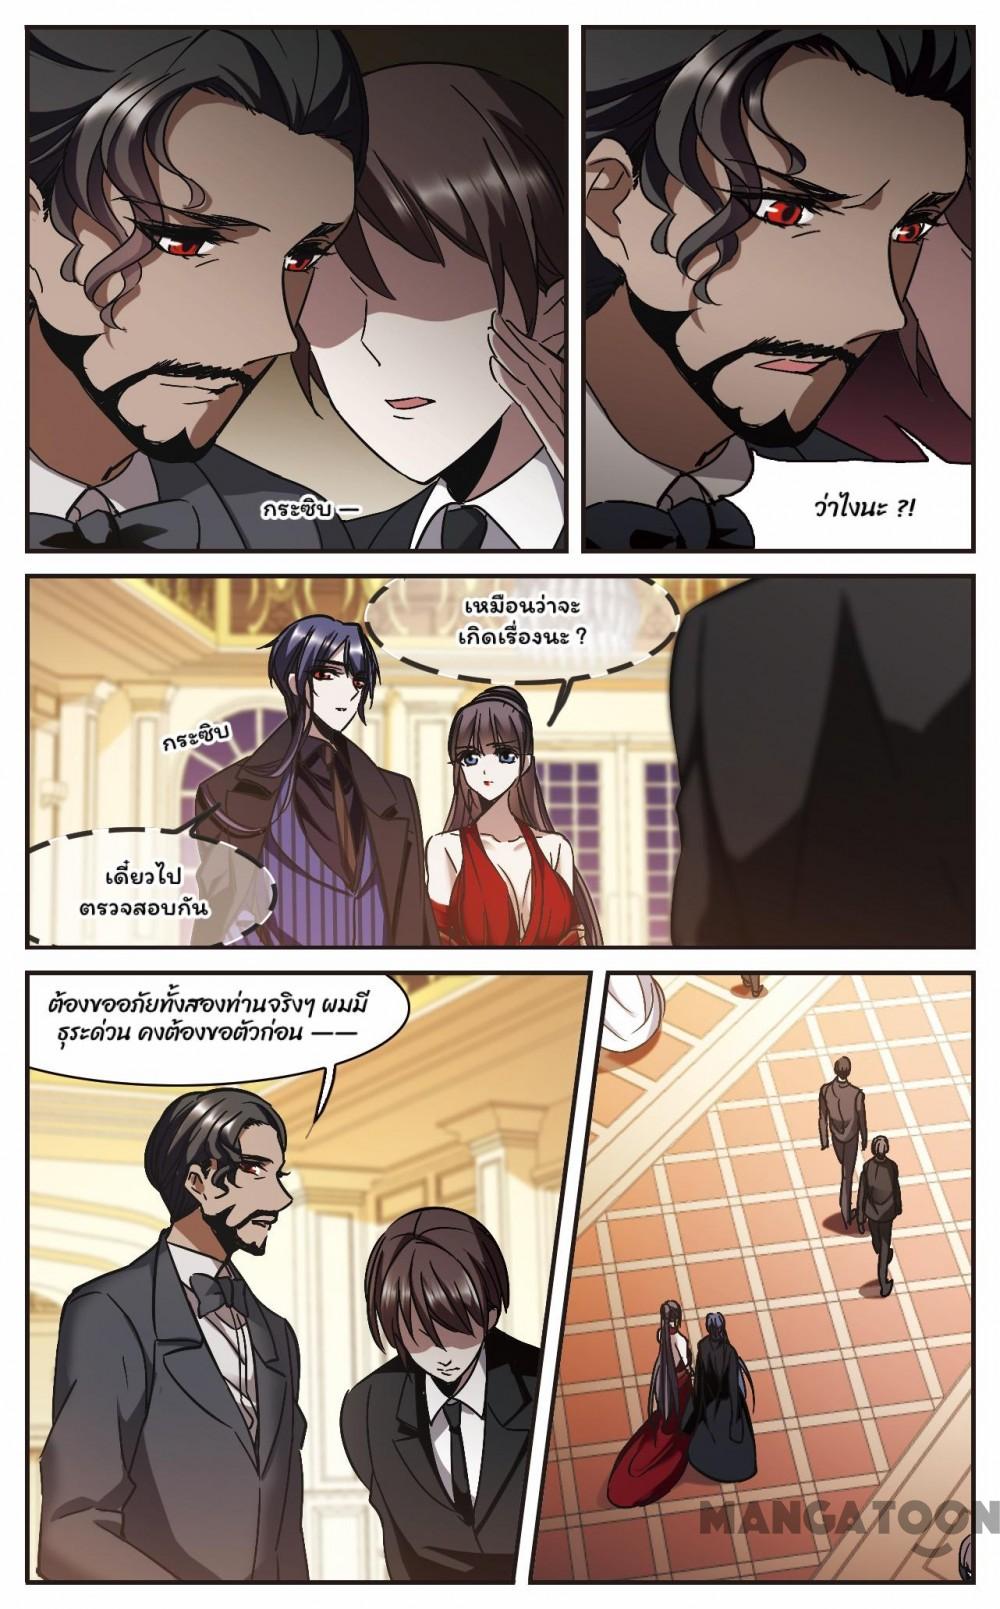 กระซิบ —
ว่าไงนะ ?!
เหมือนว่าจะ
เกิดเรื่องนะ ?
กระซิบ
เดี๋ยวไป
ตรวจสอบกัน
ต้องขออภัยทั้งสองท่านจริงๆ ผมมี
ธุระด่วน คงต้องขอตัวก่อน ——
MANGATOON